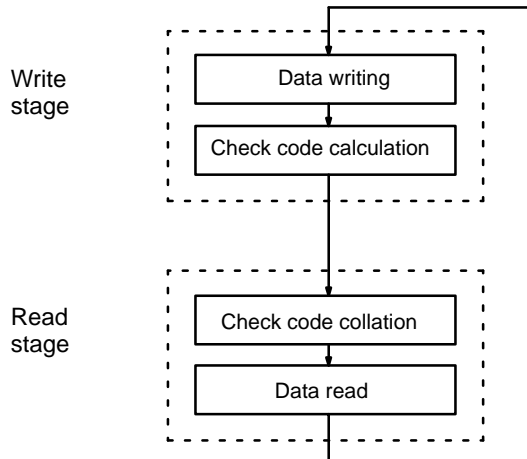 Write
stage
Data writing
Check code calculation
Read
stage
Check code collation
Data read